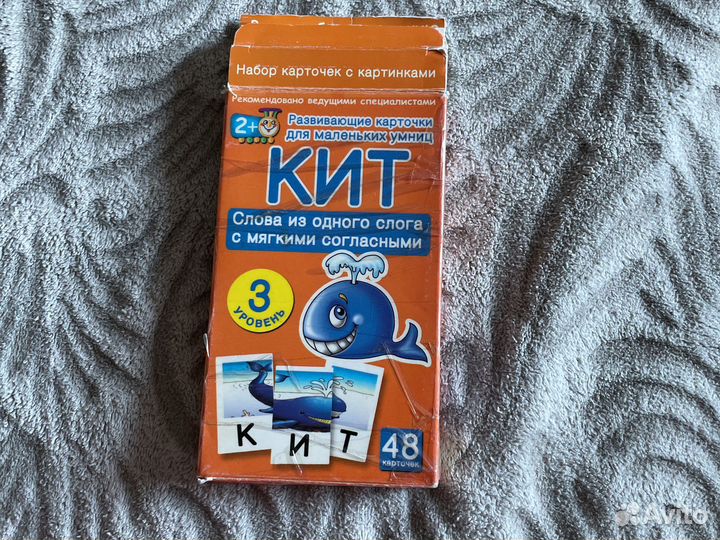 Набор карточек с картинками
Рекомендовано ведущими специалистами
2+
Развивающие карточки
для маленьких умниц
КИТ
Слова из одного слога
с мягкими согласными
3
уровень
К И Т
48
карточек
Avito